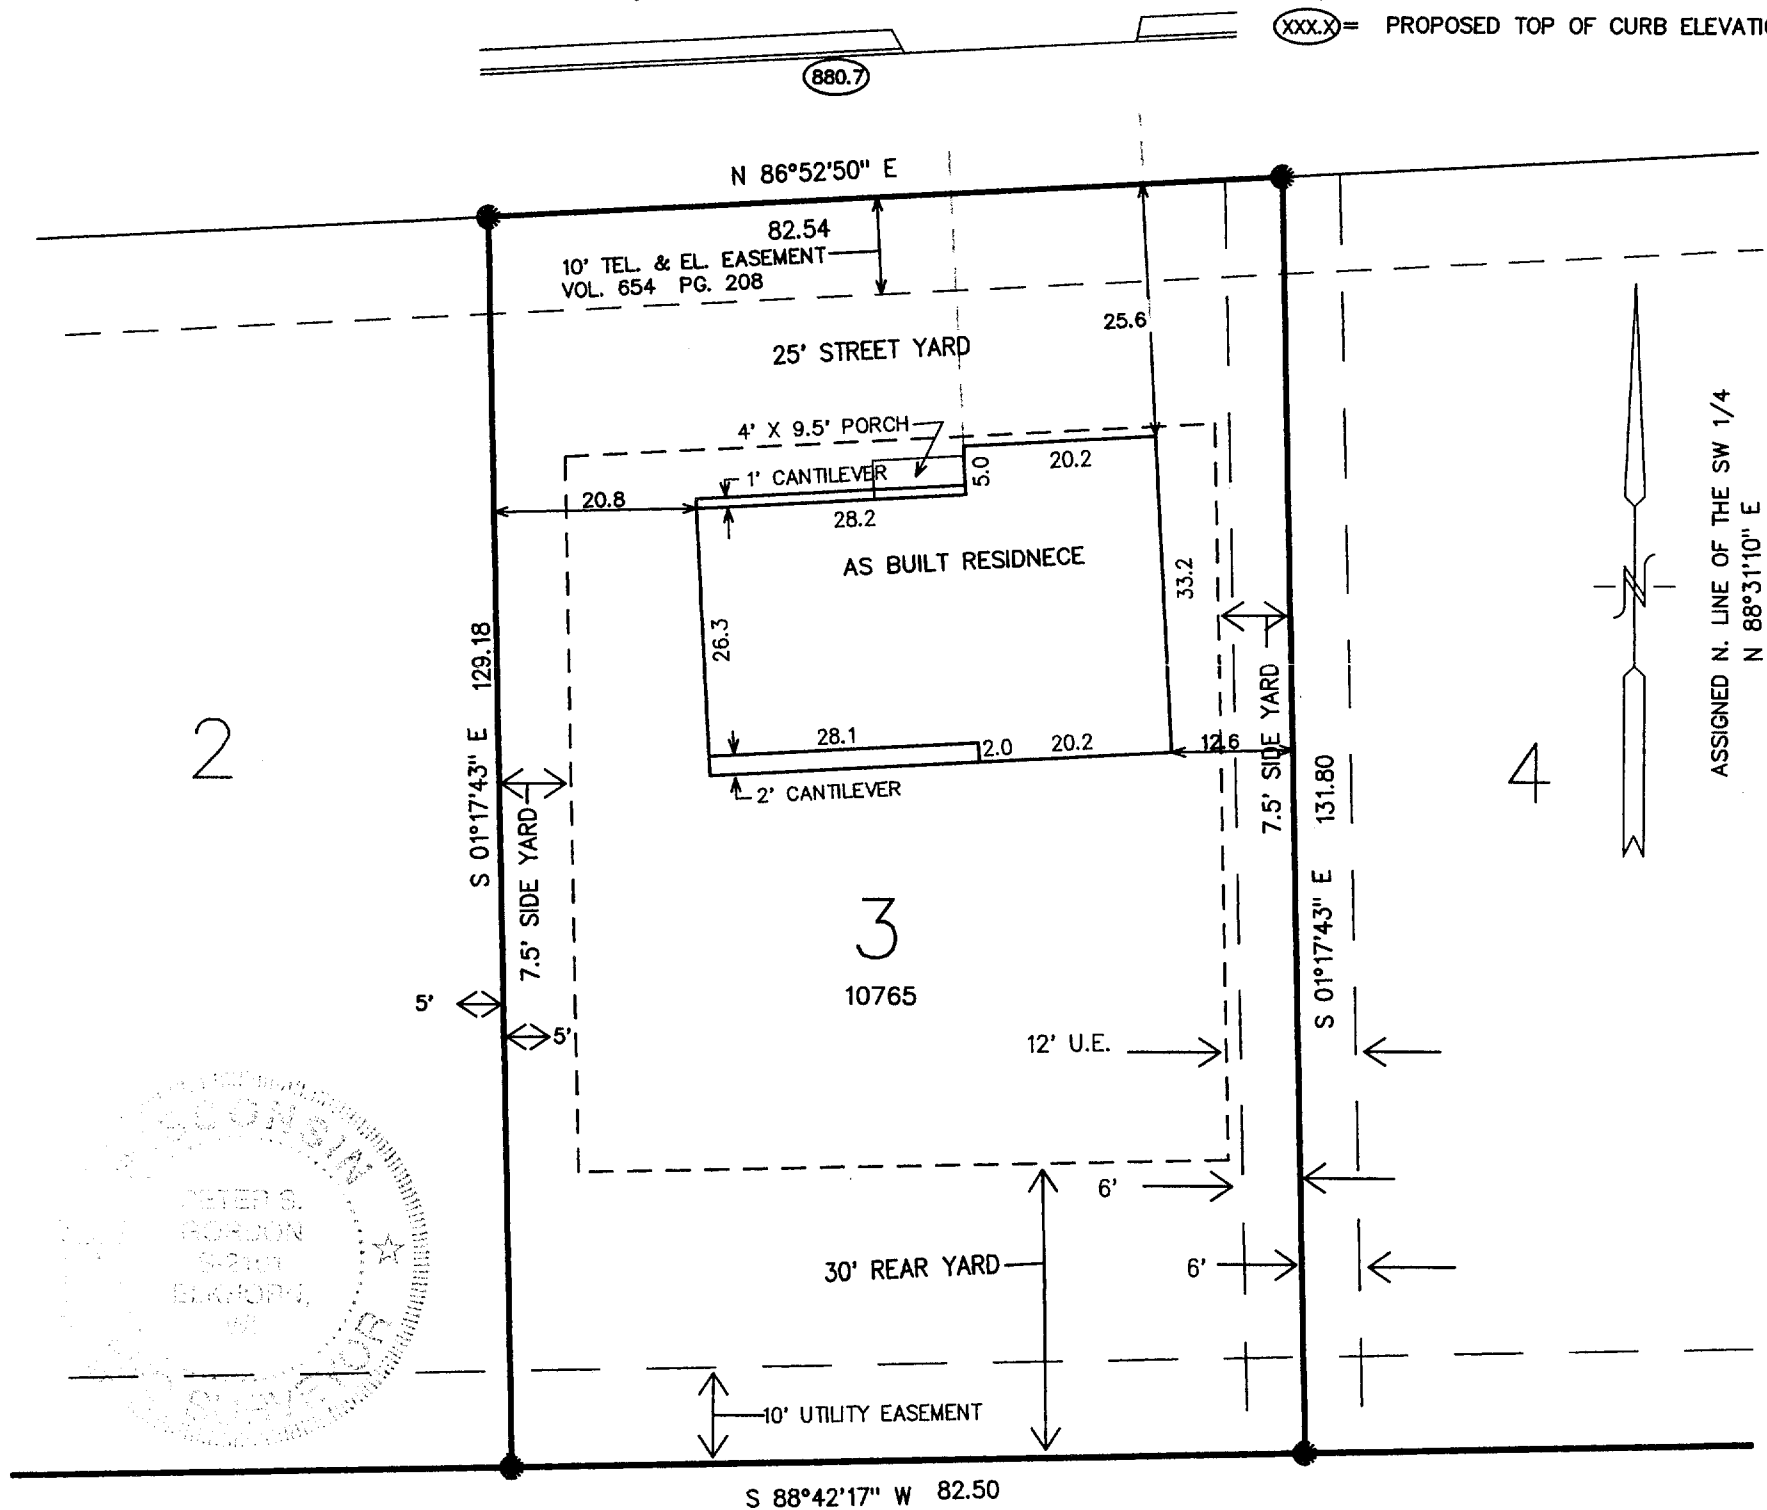 (XXX.X)= PROPOSED TOP OF CURB ELEVATI
880.7
N 86°52'50" E
82.54
10' TEL. & EL. EASEMENT
VOL. 654 PG. 208
25.6
25' STREET YARD
4' X 9.5' PORCH
1' CANTILEVER
5.0
20.2
20.8
28.2
AS BUILT RESIDNECE
33.2
26.3
28.1
2.0
20.2
12.6
2' CANTILEVER
S 01°17'43" E 129.18
7.5' SIDE YARD
7.5' SIDE YARD
S 01°17'43" E 131.80
2
3
10765
4
5'
5'
12' U.E.
6'
6'
30' REAR YARD
10' UTILITY EASEMENT
S 88°42'17" W 82.50
N
ASSIGNED N. LINE OF THE SW 1/4
N 88°31'10" E
PETER S.
GORDON
ELKHORN,
WI